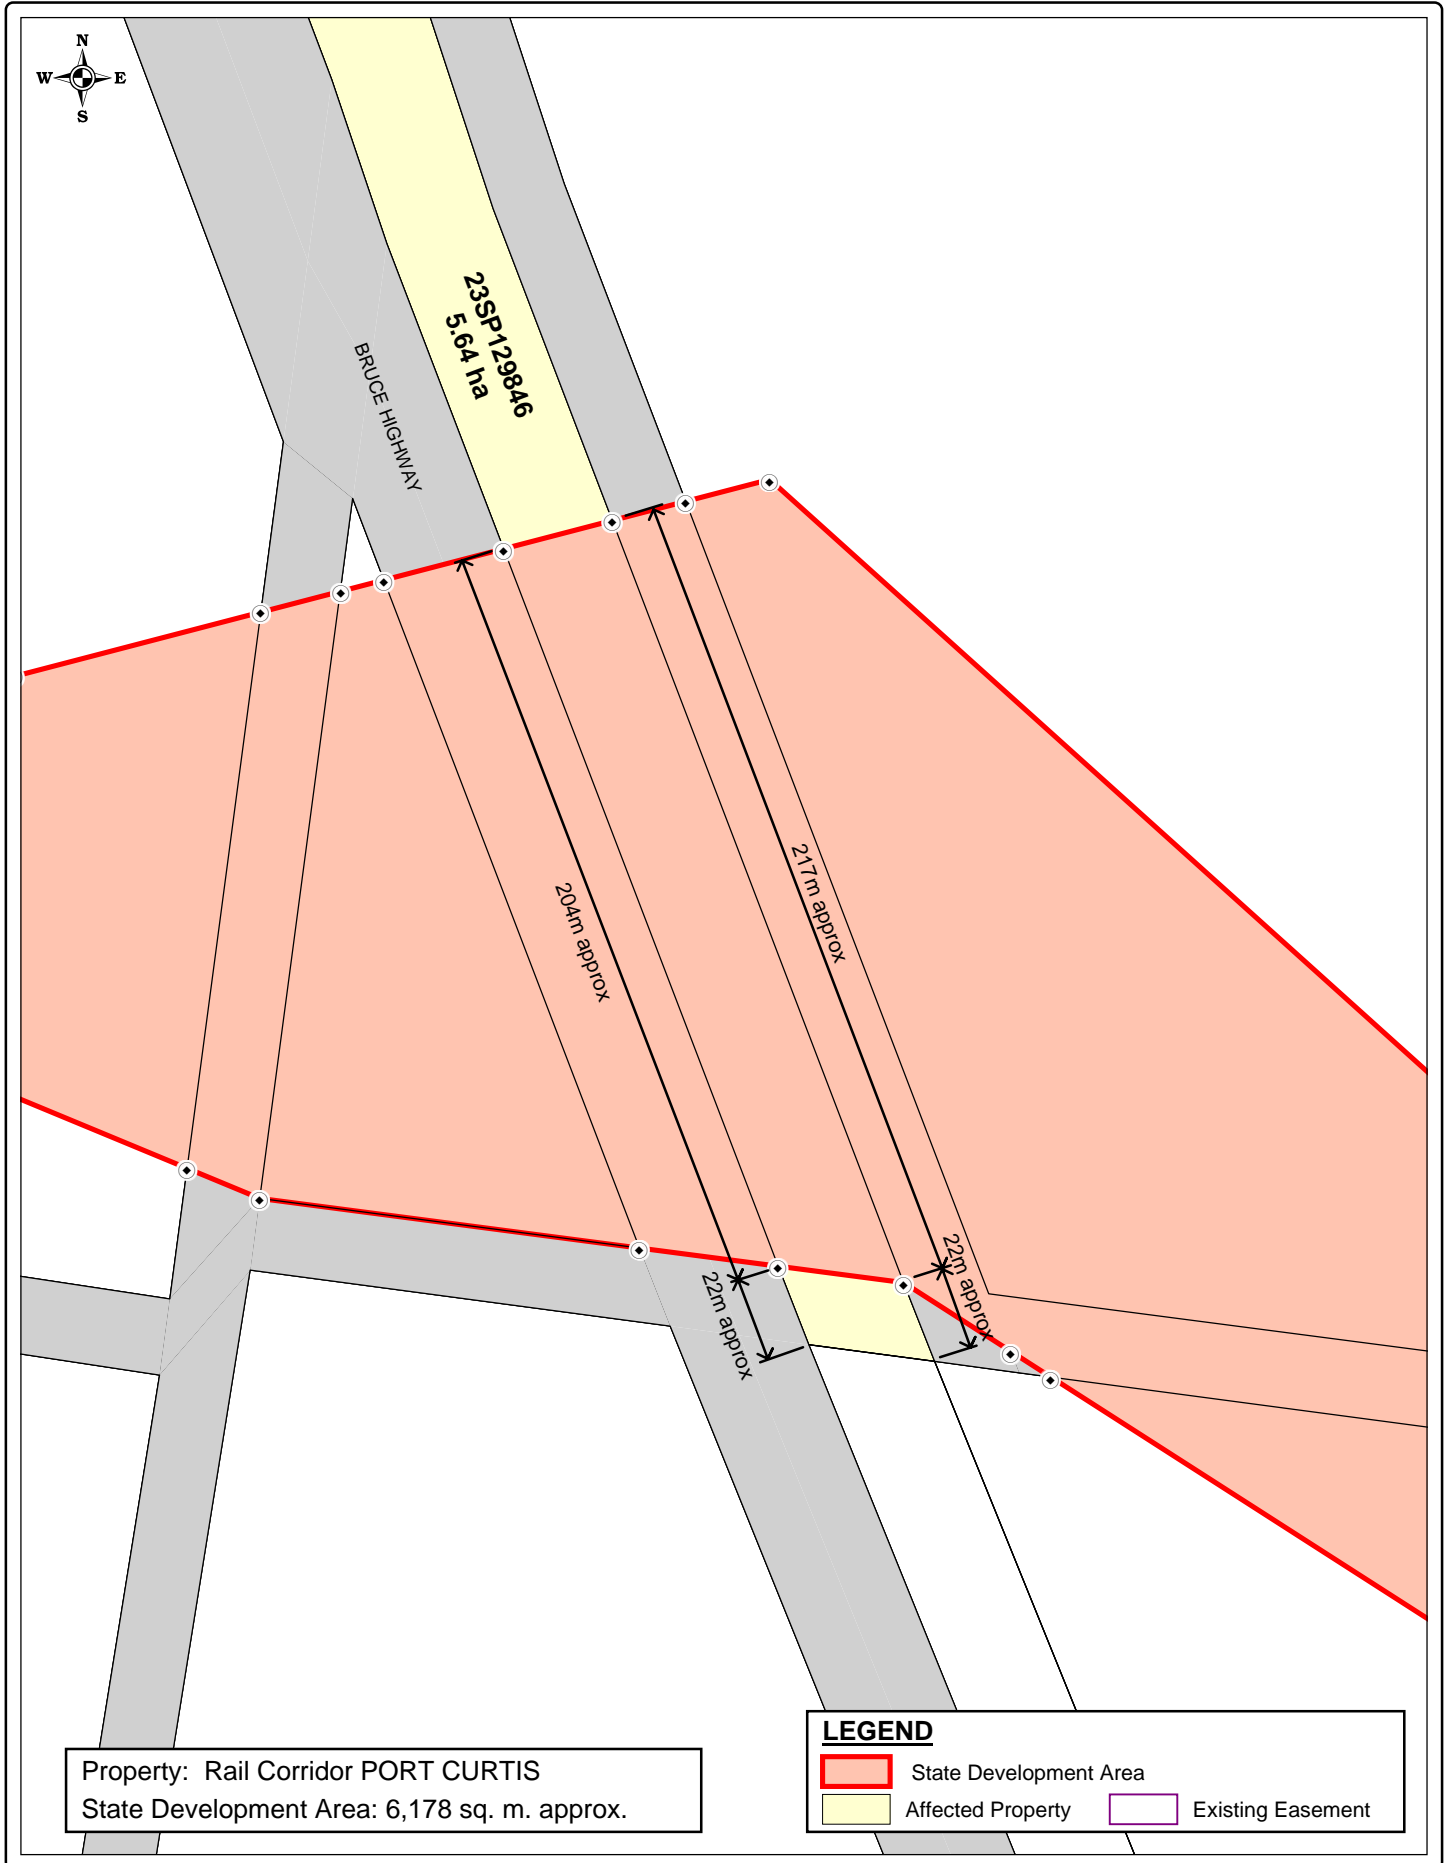 N
W E
S
23SP129846
5.64 ha
BRUCE HIGHWAY
217m approx
204m approx
22m approx
22m approx
Property: Rail Corridor PORT CURTIS
State Development Area: 6,178 sq. m. approx.
LEGEND
State Development Area
Affected Property
Existing Easement